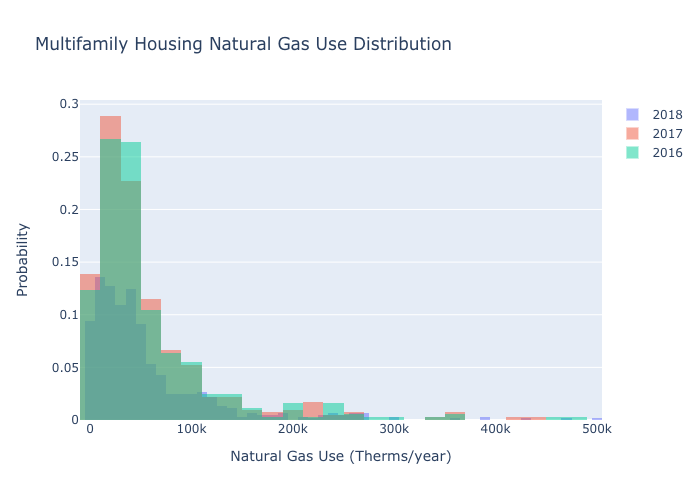 Multifamily Housing Natural Gas Use Distribution
2018
2017
2016
0.3
0.25
0.2
0.15
0.1
0.05
0
Probability
0 100k 200k 300k 400k 500k
Natural Gas Use (Therms/year)